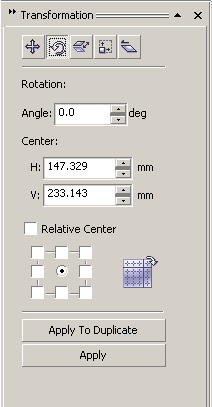 Transformation
Rotation:
Angle: 0.0 deg
Center:
H: 147.329 mm
V: 233.143 mm
Relative Center
Apply To Duplicate
Apply